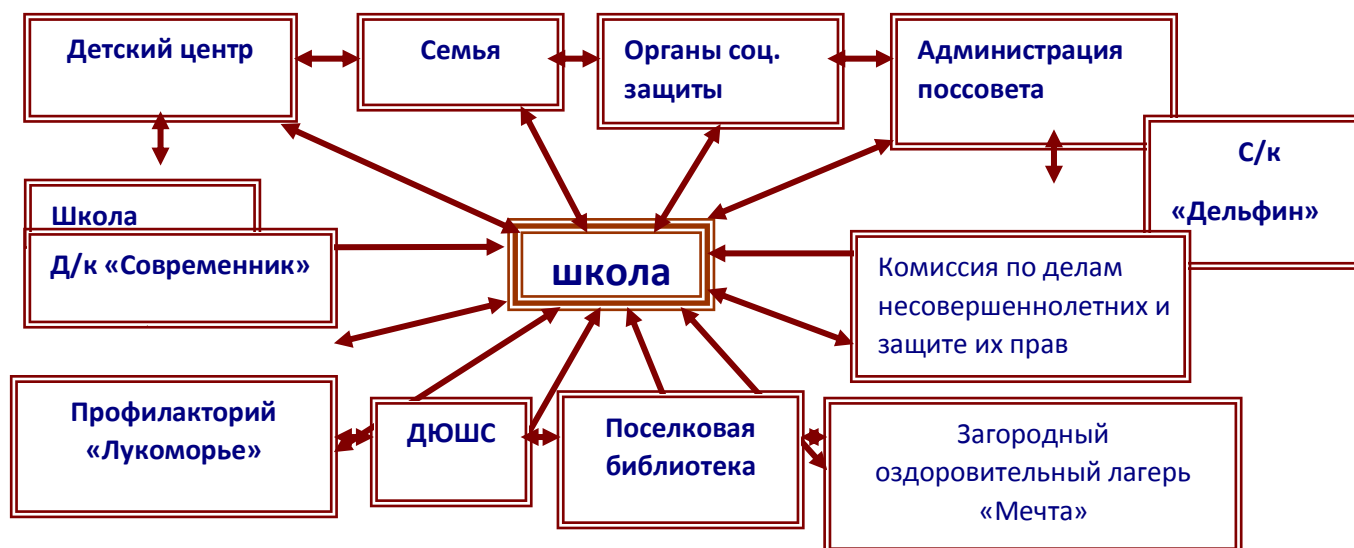 Детский центр
Семья
Органы соц.
защиты
Администрация
поссовета
С/к
«Дельфин»
Школа
Д/к «Современник»
школа
Комиссия по делам
несовершеннолетних и
защите их прав
Профилакторий
«Лукоморье»
ДЮШС
Поселковая
библиотека
Загородный
оздоровительный лагерь
«Мечта»